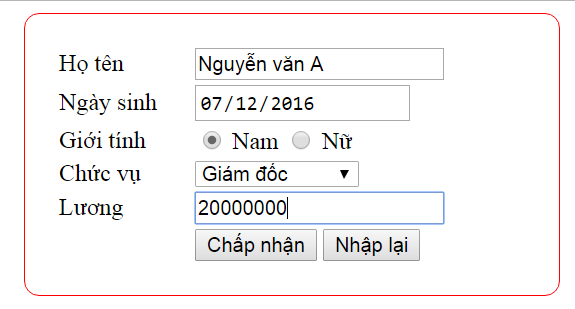 Họ tên Nguyễn văn A
Ngày sinh 07/12/2016
Giới tính Nam Nữ
Chức vụ Giám đốc
Lương 20000000
Chấp nhận Nhập lại